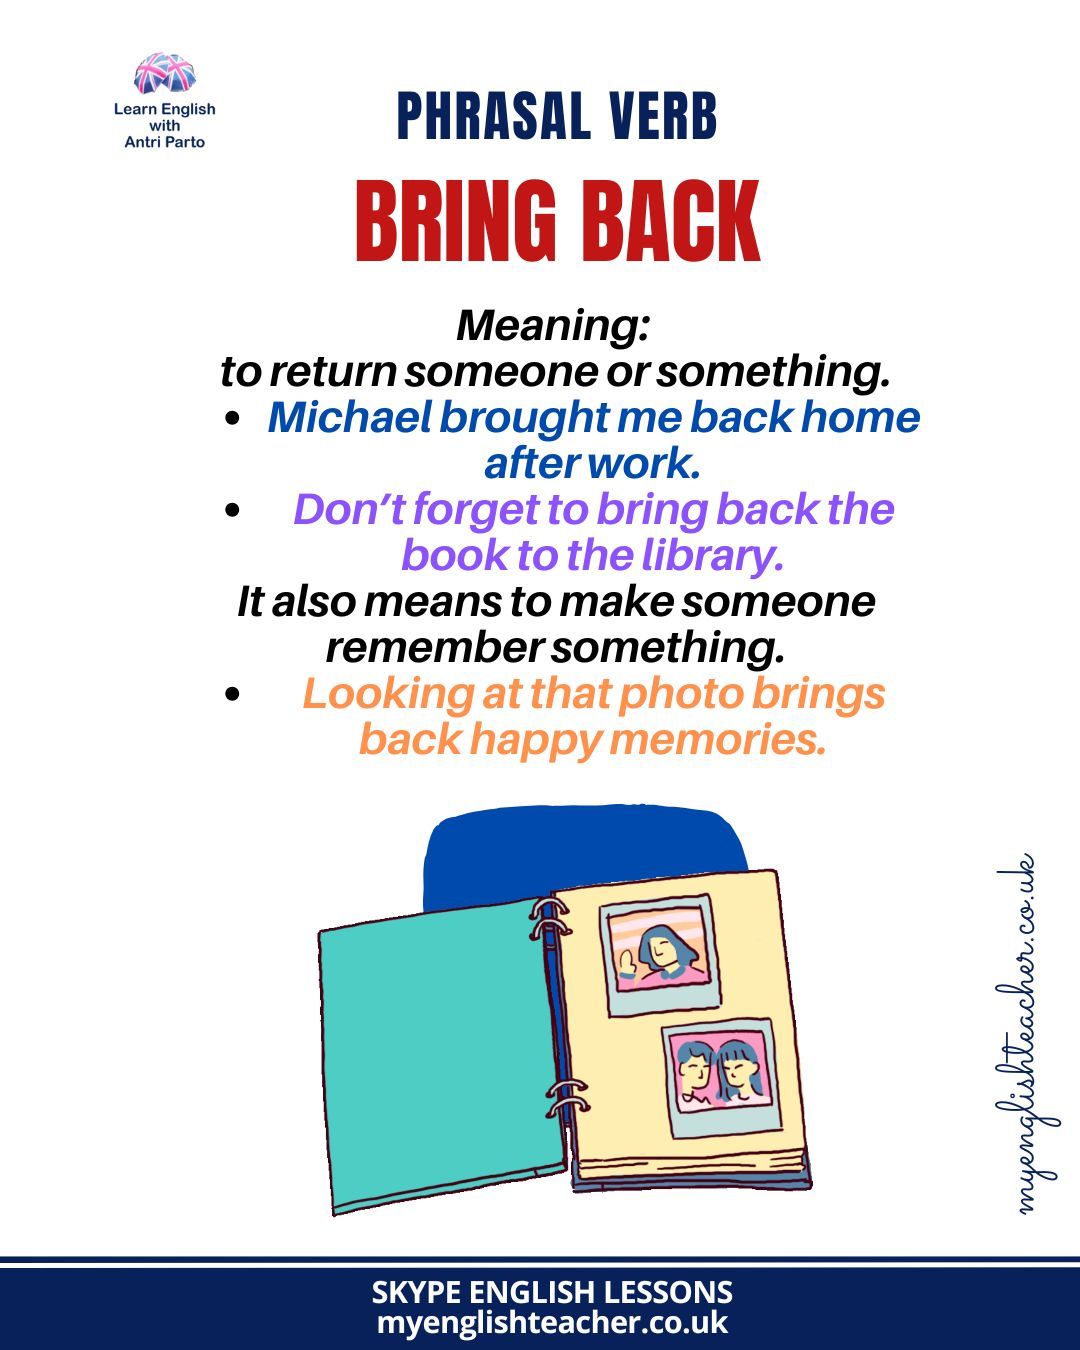 Learn English
with
Antri Parto
PHRASAL VERB
BRING BACK
Meaning:
to return someone or something.
• Michael brought me back home
after work.
• Don’t forget to bring back the
book to the library.
It also means to make someone
remember something.
• Looking at that photo brings
back happy memories.
myenglishteacher.co.uk
SKYPE ENGLISH LESSONS
myenglishteacher.co.uk